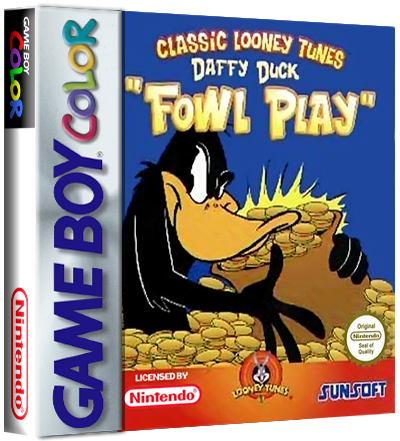 GAME BOY
COLOR
Nintendo
GAME BOY COLOR
CLASSIC LOONEY TUNES
DAFFY DUCK
"FOWL PLAY"
Original
Nintendo
Seal of
Quality
LICENSED BY
Nintendo
LOONEY TUNES
SUNSOFT